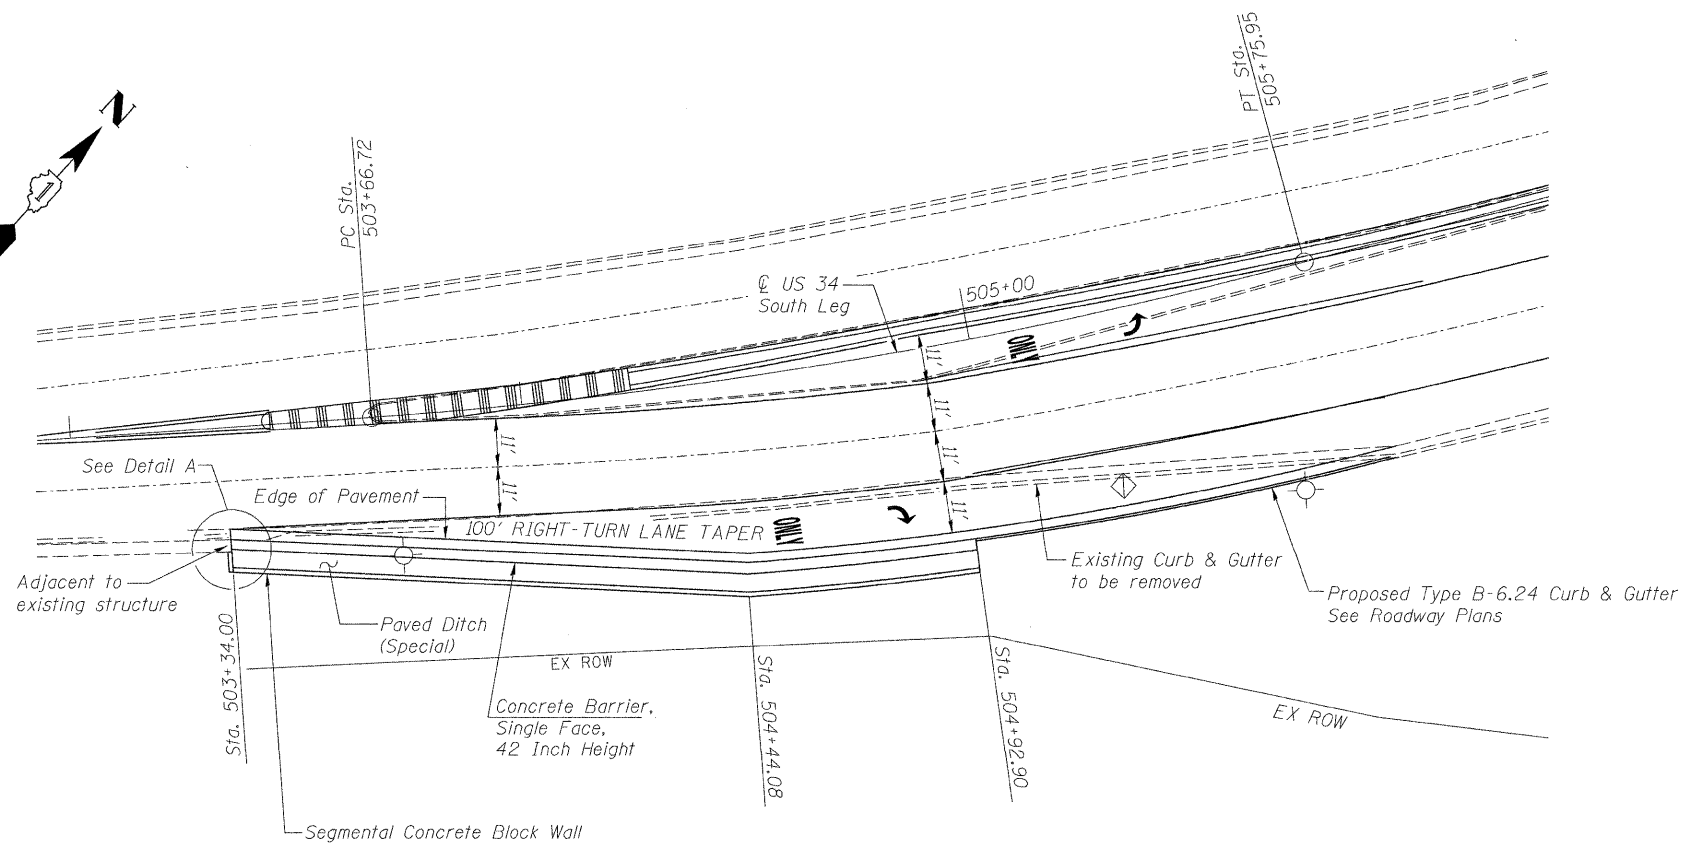 N
1
PC Sta.
503+66.72
PT Sta.
505+75.95
℄ US 34
South Leg
505+00
ONLY
11'
11'
11'
11'
11'
11'
See Detail A
Edge of Pavement
100' RIGHT-TURN LANE TAPER
ONLY
Adjacent to
existing structure
Existing Curb & Gutter
to be removed
Proposed Type B-6.24 Curb & Gutter
See Roadway Plans
Paved Ditch
(Special)
EX ROW
EX ROW
Sta. 503+34.00
Concrete Barrier,
Single Face,
42 Inch Height
Sta. 504+44.08
Sta. 504+92.90
Segmental Concrete Block Wall